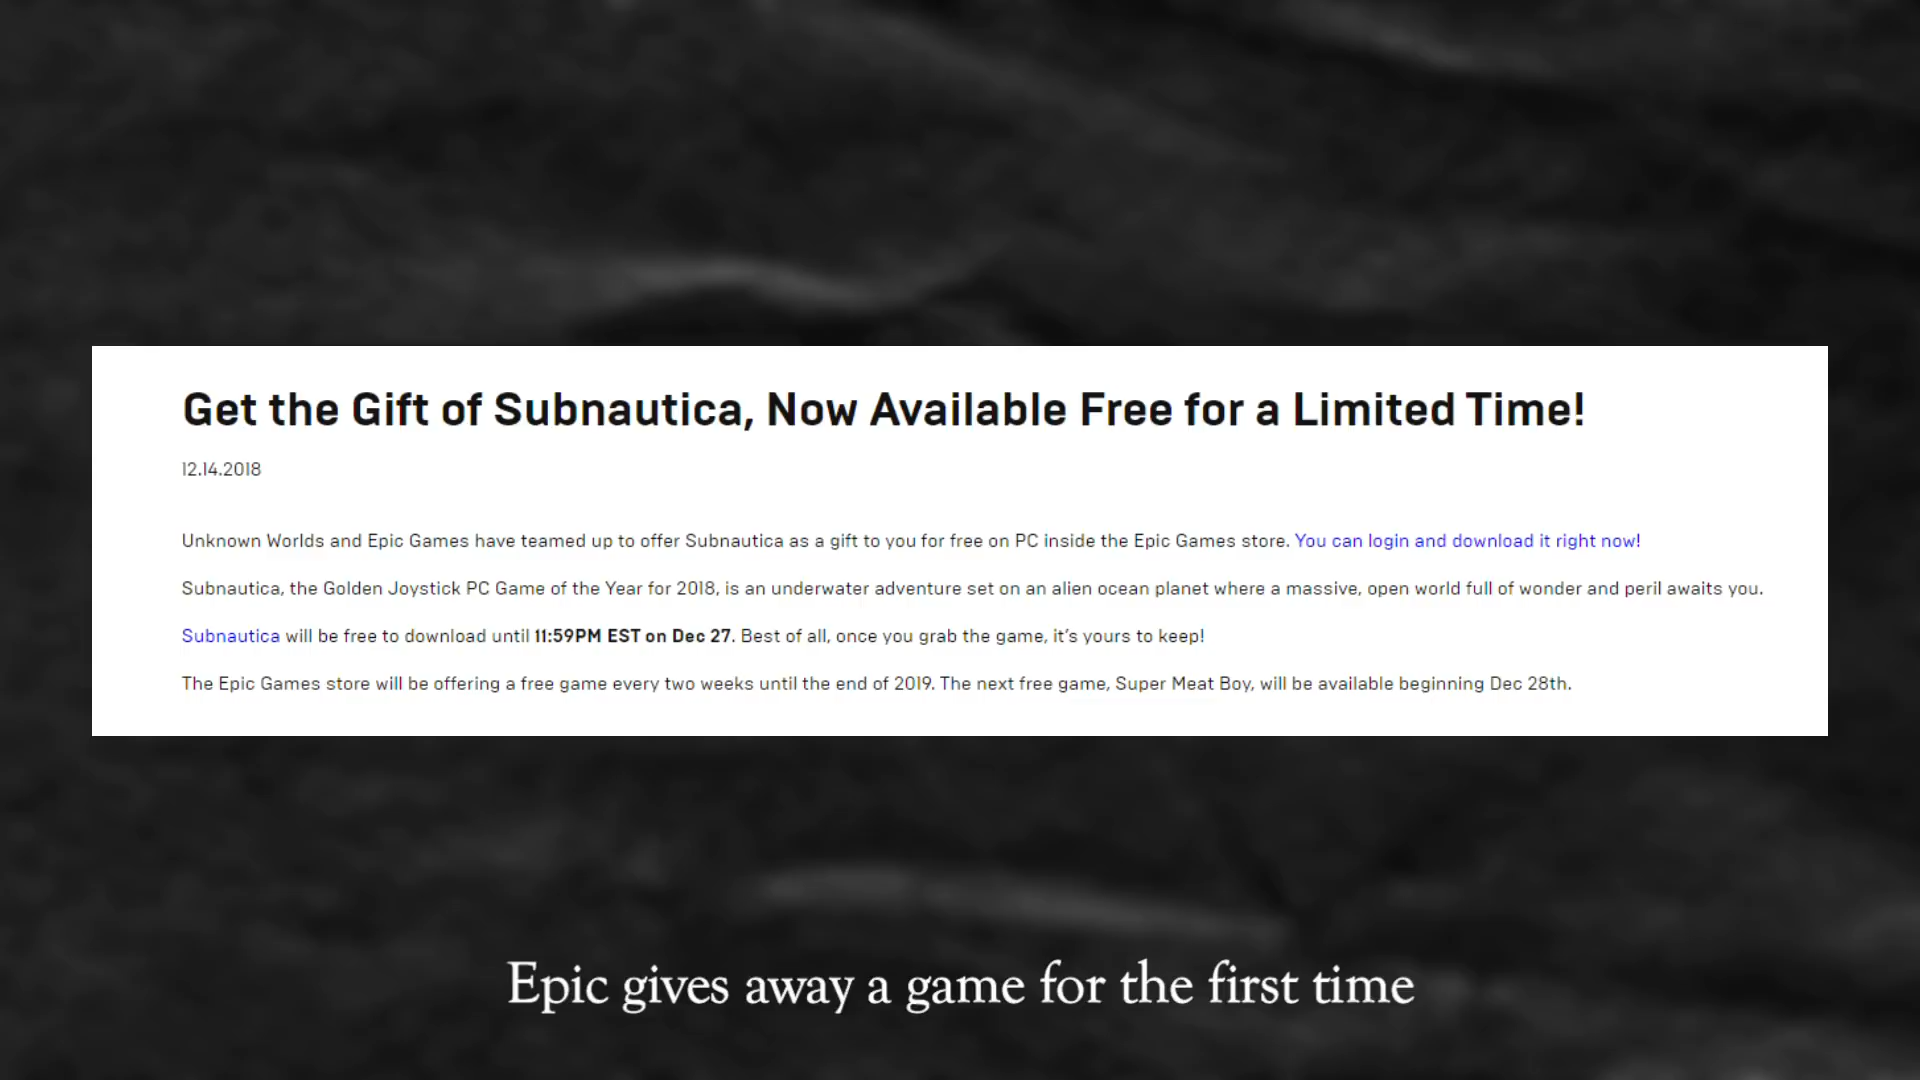 Get the Gift of Subnautica, Now Available Free for a Limited Time!
12.14.2018
Unknown Worlds and Epic Games have teamed up to offer Subnautica as a gift to you for free on PC inside the Epic Games store. You can login and download it right now!
Subnautica, the Golden Joystick PC Game of the Year for 2018, is an underwater adventure set on an alien ocean planet where a massive, open world full of wonder and peril awaits you.
Subnautica will be free to download until 11:59PM EST on Dec 27. Best of all, once you grab the game, it's yours to keep!
The Epic Games store will be offering a free game every two weeks until the end of 2019. The next free game, Super Meat Boy, will be available beginning Dec 28th.
Epic gives away a game for the first time